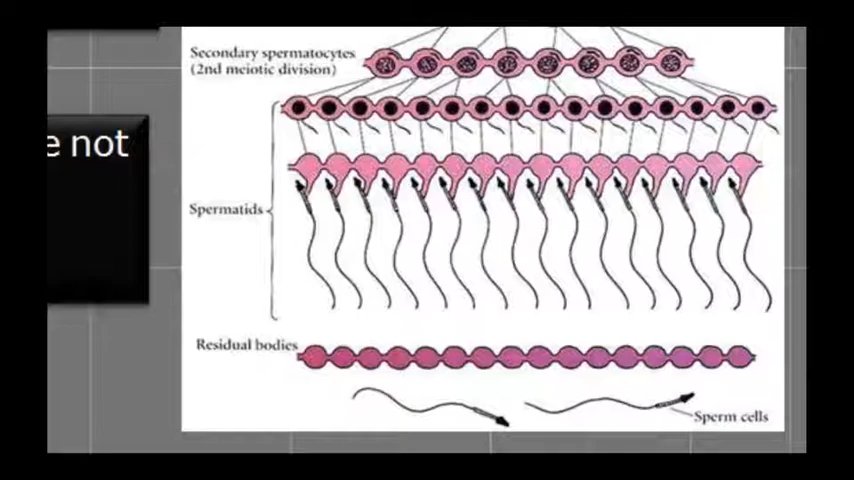 Secondary spermatocytes
(2nd meiotic division)
e not
Spermatids
Residual bodies
Sperm cells